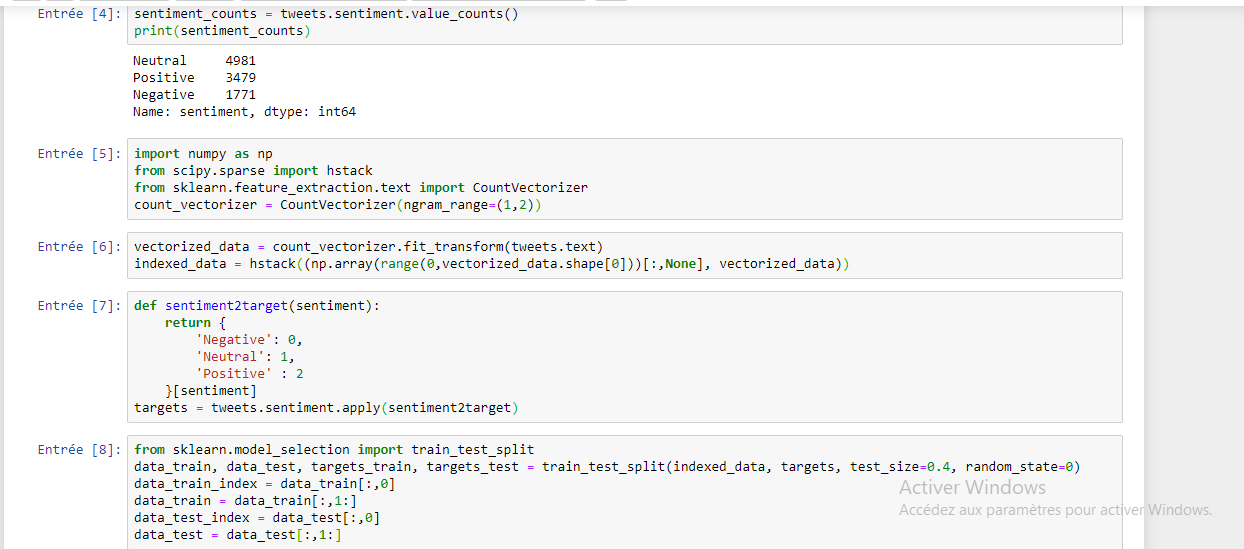 Entrée [4]: sentiment_counts = tweets.sentiment.value_counts()
print(sentiment_counts)
Neutral     4981
Positive    3479
Negative    1771
Name: sentiment, dtype: int64
Entrée [5]: import numpy as np
from scipy.sparse import hstack
from sklearn.feature_extraction.text import CountVectorizer
count_vectorizer = CountVectorizer(ngram_range=(1,2))
Entrée [6]: vectorized_data = count_vectorizer.fit_transform(tweets.text)
indexed_data = hstack((np.array(range(0,vectorized_data.shape[0]))[:,None], vectorized_data))
Entrée [7]: def sentiment2target(sentiment):
    return {
        'Negative': 0,
        'Neutral': 1,
        'Positive' : 2
    }[sentiment]
targets = tweets.sentiment.apply(sentiment2target)
Entrée [8]: from sklearn.model_selection import train_test_split
data_train, data_test, targets_train, targets_test = train_test_split(indexed_data, targets, test_size=0.4, random_state=0)
data_train_index = data_train[:,0]
data_train = data_train[:,1:]
data_test_index = data_test[:,0]
data_test = data_test[:,1:]
Activer Windows
Accédez aux paramètres pour activer Windows.